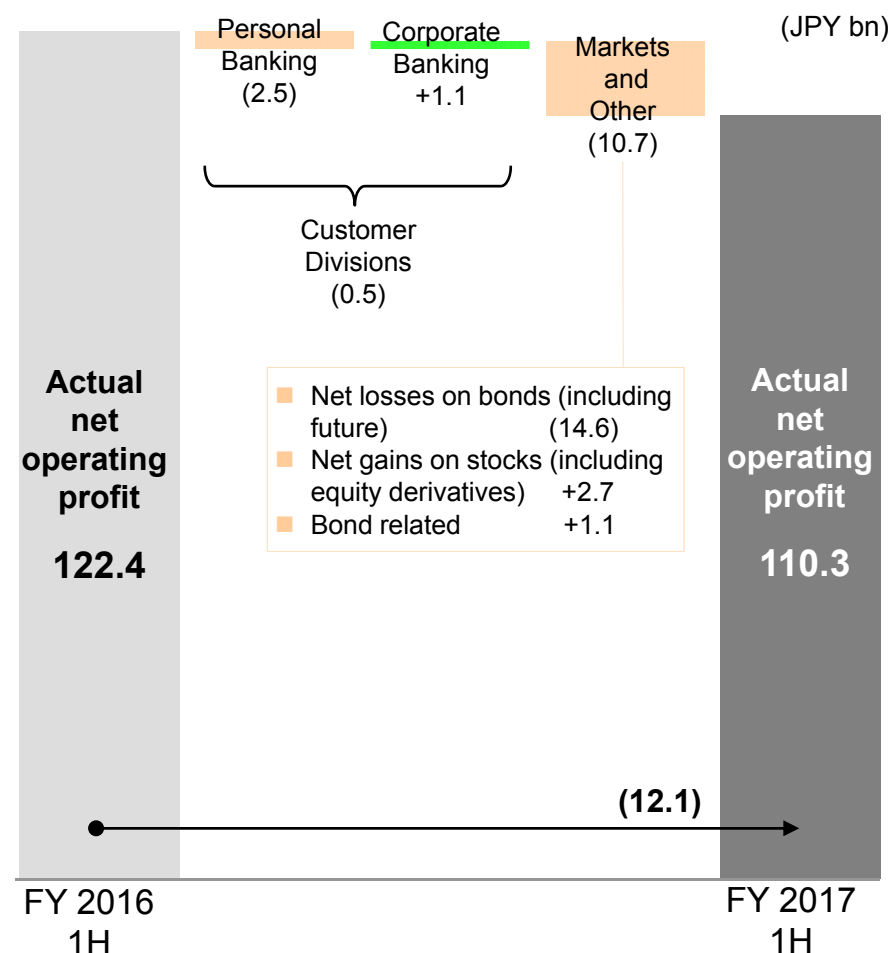 (JPY bn)
Personal
Banking
(2.5)
Corporate
Banking
+1.1
Markets
and
Other
(10.7)
Customer
Divisions
(0.5)
Actual
net
operating
profit
122.4
Net losses on bonds (including
future) (14.6)
Net gains on stocks (including
equity derivatives) +2.7
Bond related +1.1
Actual
net
operating
profit
110.3
(12.1)
FY 2016
1H
FY 2017
1H